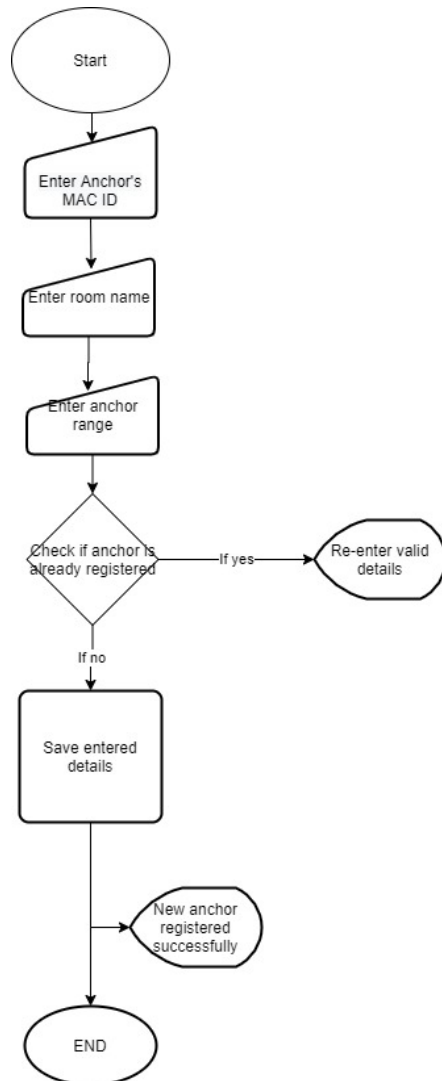 Start
Enter Anchor's
MAC ID
Enter room name
Enter anchor
range
Check if anchor is
already registered
If yes
Re-enter valid
details
If no
Save entered
details
New anchor
registered
successfully
END